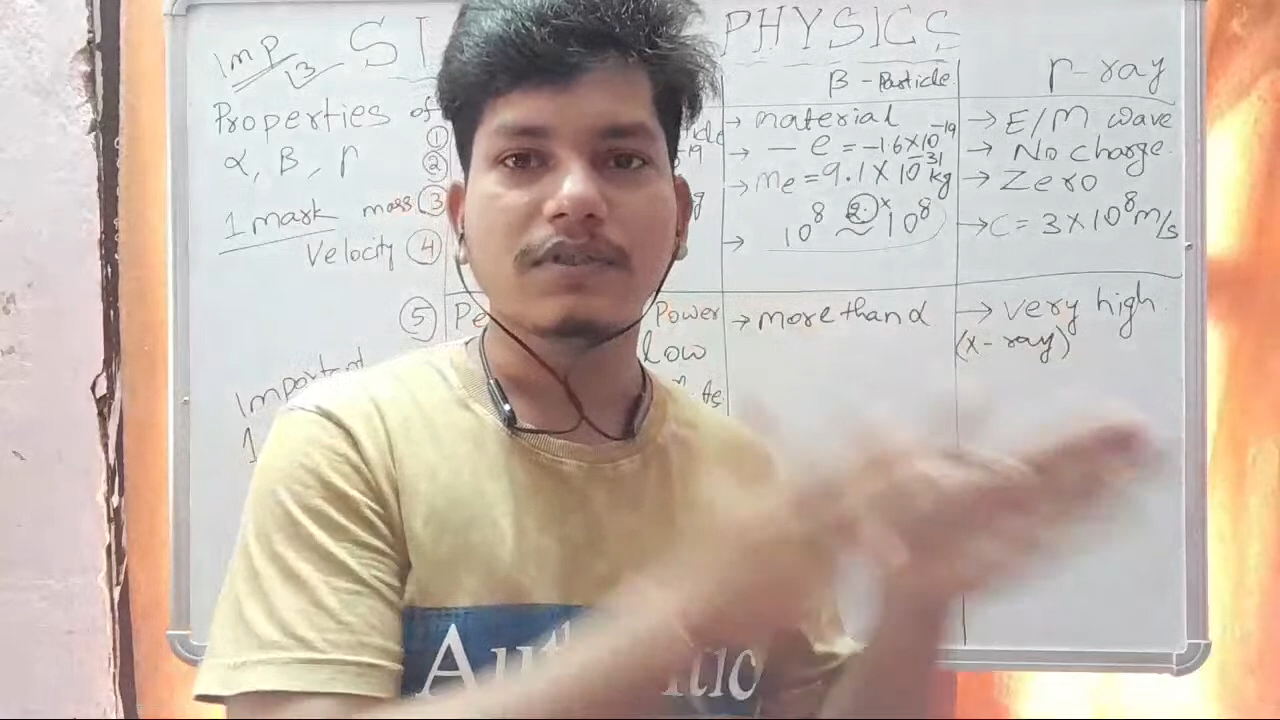 Imp 13 PHYSICS
β - Particle r-ray
Properties of
α, B, r
1 mark
mass ③
Velocity ④
①
②
→ material → E/M wave
→ - e = -1.6×10⁻¹⁹ → No charge.
→ me = 9.1 × 10⁻³¹ kg → Zero
→ 10⁸ 2. × 10⁸ → C = 3 × 10⁸ m/s
⑤ Power → more than α → very high.
low (x-ray)
Important
1